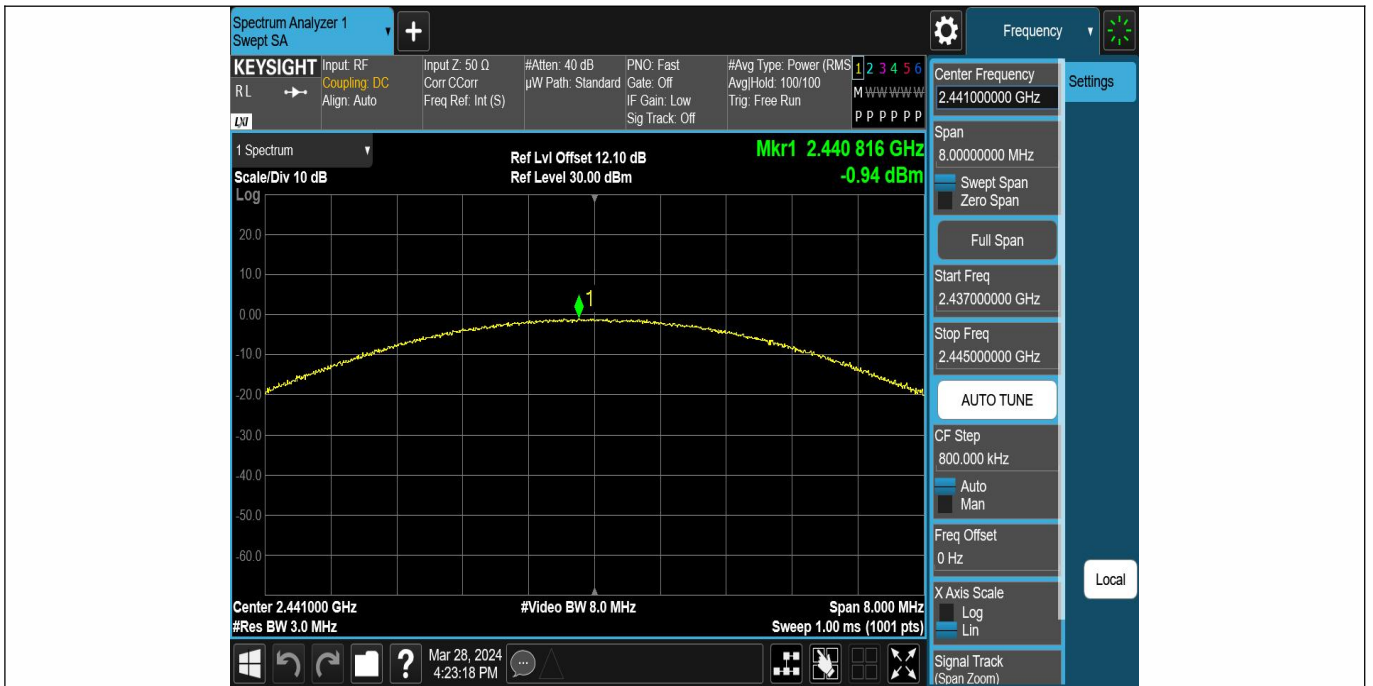 Spectrum Analyzer 1
Swept SA
Frequency
KEYSIGHT
RL
LXI
Input: RF
Coupling: DC
Align: Auto
Input Z: 50 Ω
Corr CCorr
Freq Ref: Int (S)
#Atten: 40 dB
µW Path: Standard
PNO: Fast
Gate: Off
IF Gain: Low
Sig Track: Off
#Avg Type: Power (RMS
Avg|Hold: 100/100
Trig: Free Run
1 2 3 4 5 6
M W W W W W
P P P P P P
1 Spectrum
Scale/Div 10 dB
Log
Ref Lvl Offset 12.10 dB
Ref Level 30.00 dBm
Mkr1 2.440 816 GHz
-0.94 dBm
20.0
10.0
0.00
-10.0
-20.0
-30.0
-40.0
-50.0
-60.0
1
Center 2.441000 GHz
#Res BW 3.0 MHz
#Video BW 8.0 MHz
Span 8.000 MHz
Sweep 1.00 ms (1001 pts)
Center Frequency
2.441000000 GHz
Settings
Span
8.00000000 MHz
Swept Span
Zero Span
Full Span
Start Freq
2.437000000 GHz
Stop Freq
2.445000000 GHz
AUTO TUNE
CF Step
800.000 kHz
Auto
Man
Freq Offset
0 Hz
Local
X Axis Scale
Log
Lin
Signal Track
(Span Zoom)
?
Mar 28, 2024
4:23:18 PM